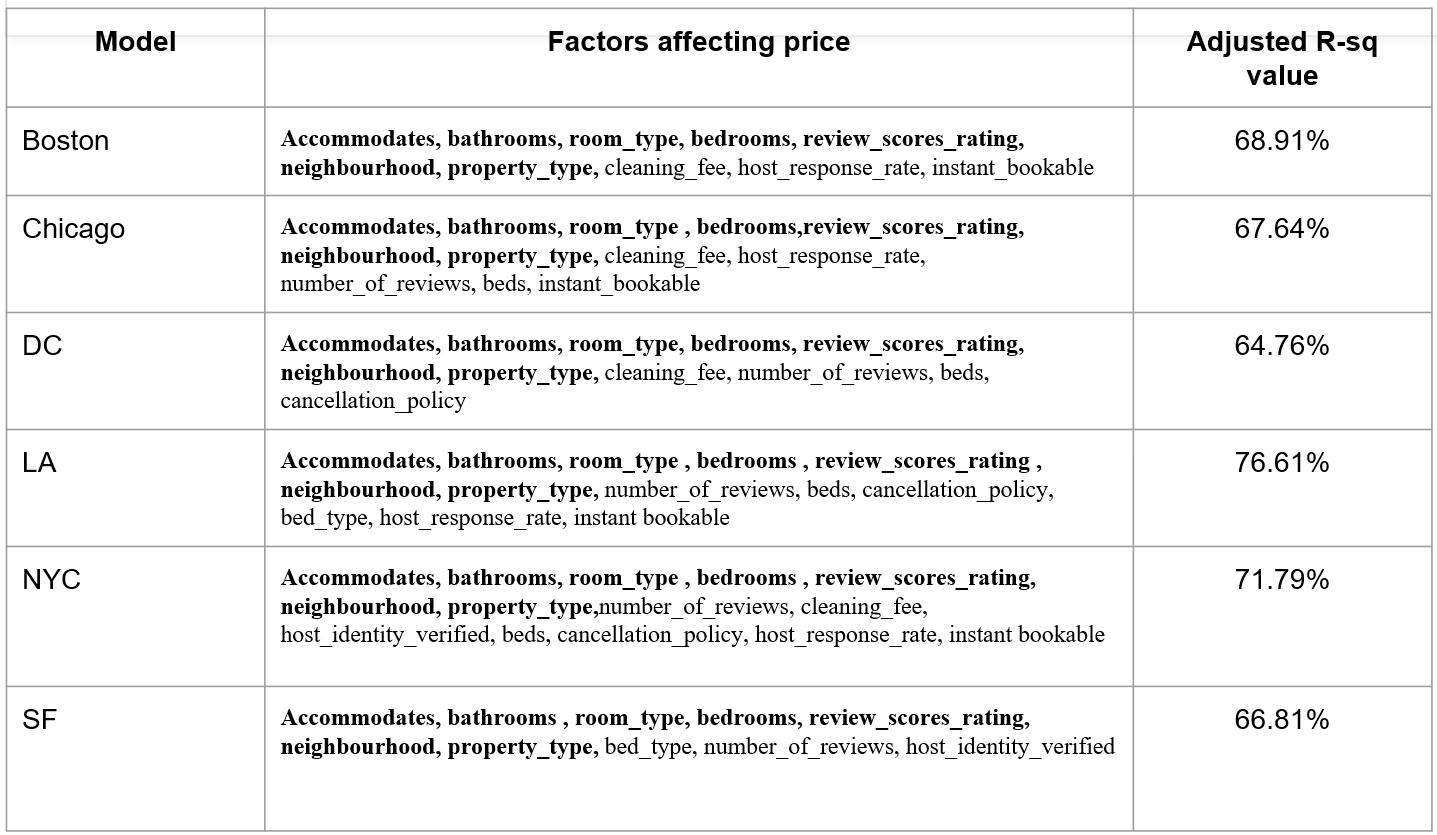 Model
Factors affecting price
Adjusted R-sq
value
Boston
Accommodates, bathrooms, room_type, bedrooms, review_scores_rating,
neighbourhood, property_type, cleaning_fee, host_response_rate, instant_bookable
68.91%
Chicago
Accommodates, bathrooms, room_type , bedrooms,review_scores_rating,
neighbourhood, property_type, cleaning_fee, host_response_rate,
number_of_reviews, beds, instant_bookable
67.64%
DC
Accommodates, bathrooms, room_type, bedrooms, review_scores_rating,
neighbourhood, property_type, cleaning_fee, number_of_reviews, beds,
cancellation_policy
64.76%
LA
Accommodates, bathrooms, room_type , bedrooms , review_scores_rating ,
neighbourhood, property_type, number_of_reviews, beds, cancellation_policy,
bed_type, host_response_rate, instant bookable
76.61%
NYC
Accommodates, bathrooms, room_type , bedrooms , review_scores_rating,
neighbourhood, property_type,number_of_reviews, cleaning_fee,
host_identity_verified, beds, cancellation_policy, host_response_rate, instant bookable
71.79%
SF
Accommodates, bathrooms , room_type, bedrooms, review_scores_rating,
neighbourhood, property_type, bed_type, number_of_reviews, host_identity_verified
66.81%